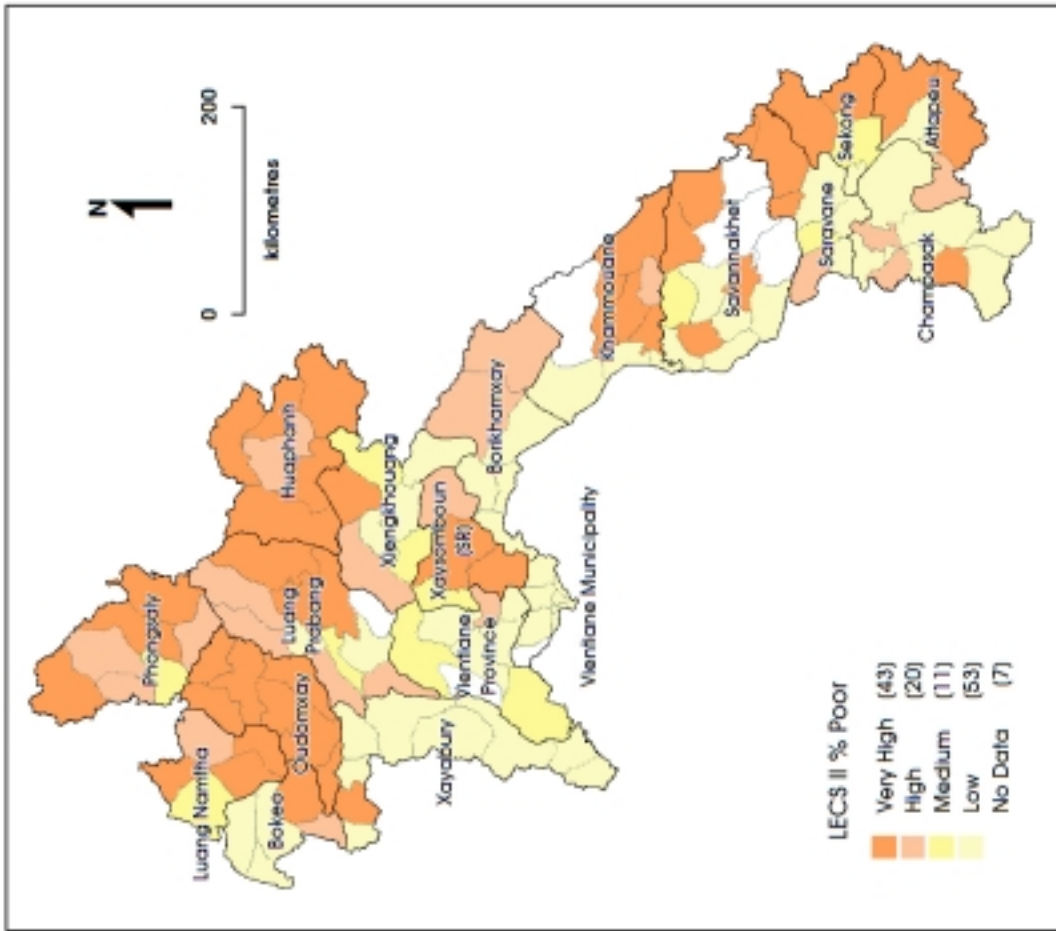 N
kilometres
0 200
Phongsaly
Luang Namtha
Bokeo
Oudomxay
Luang
Prabang
Huaphanh
Xayabury
Xiengkhouang
Vientiane
Province
Xaysomboun
(SR)
Vientiane Municipality
Borikhamxay
Khammouane
Savannakhet
Saravane
Sekong
Champasak
Attapeu
LECS II % Poor
Very High (43)
High (20)
Medium (11)
Low (53)
No Data (7)